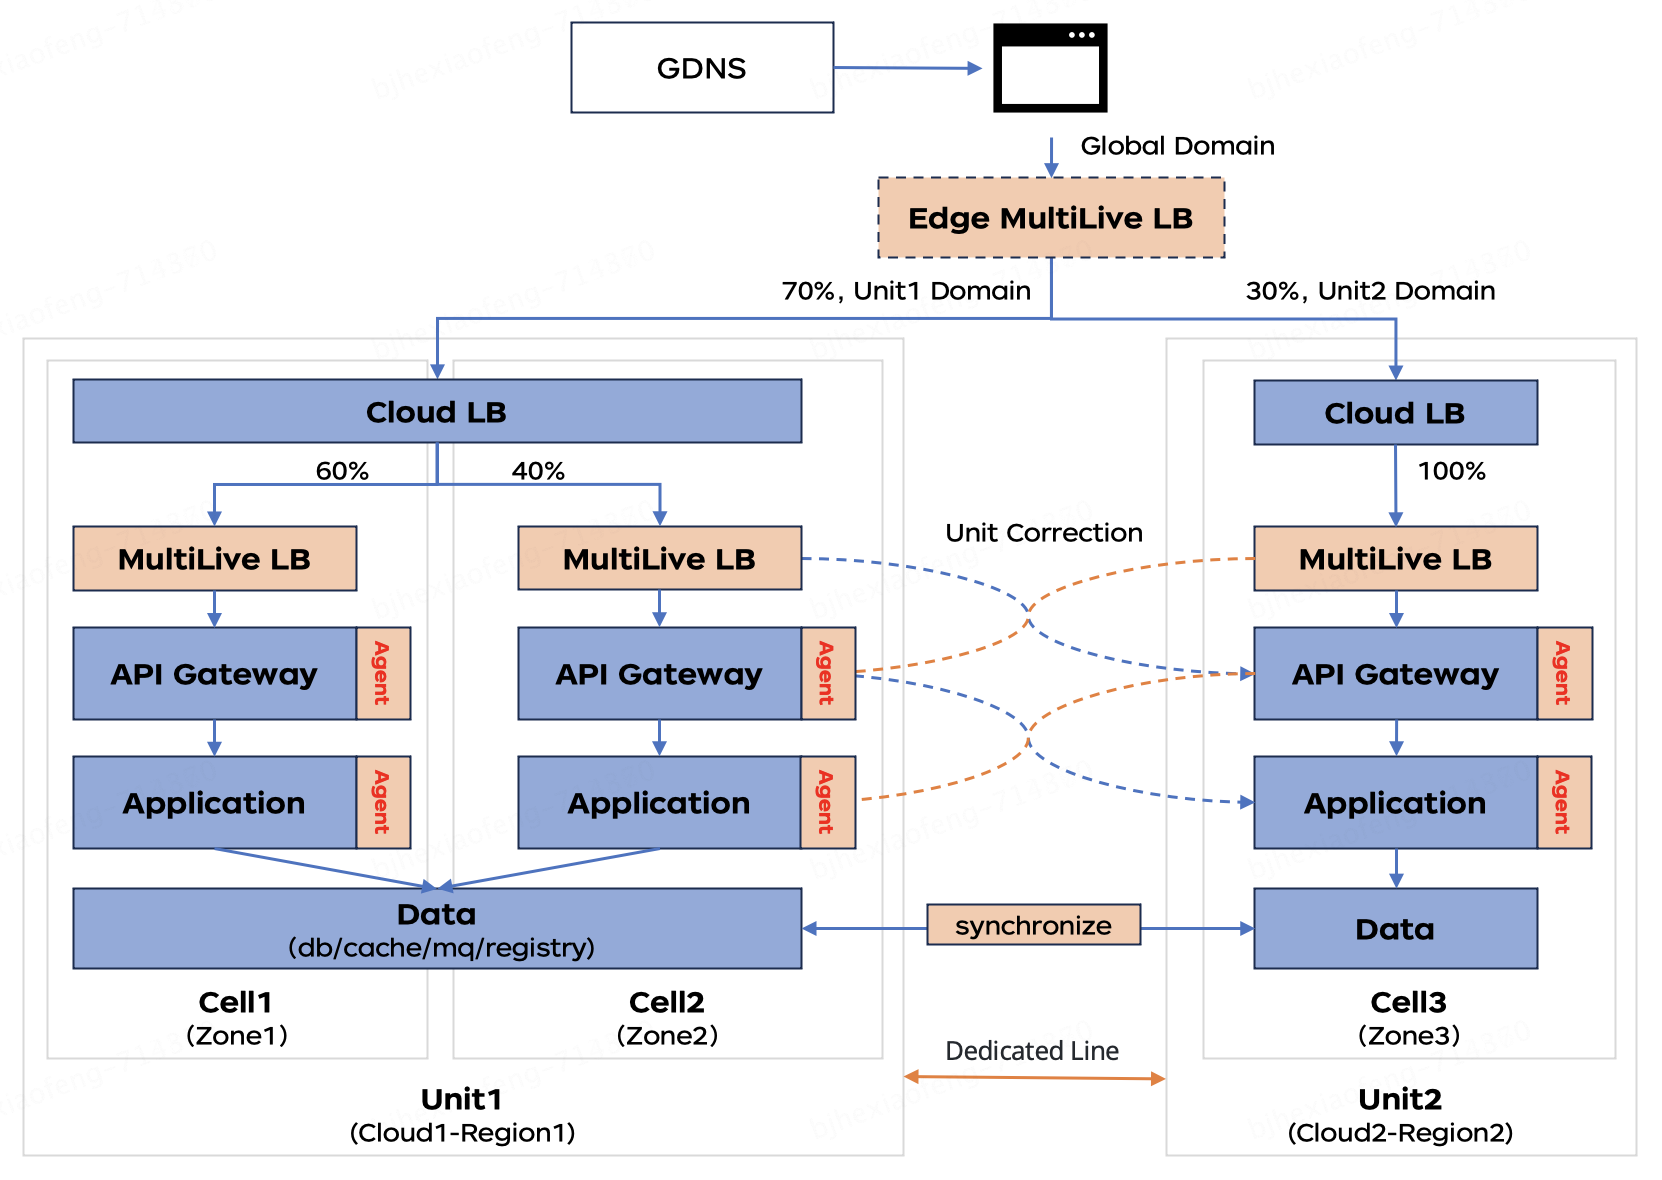 GDNS
Global Domain
Edge MultiLive LB
70%, Unit1 Domain
30%, Unit2 Domain
Cloud LB
Cloud LB
60%
40%
100%
Unit Correction
MultiLive LB
MultiLive LB
MultiLive LB
API Gateway
Agent
API Gateway
Agent
API Gateway
Agent
Application
Agent
Application
Agent
Application
Agent
Data
(db/cache/mq/registry)
synchronize
Data
Cell1
(Zone1)
Cell2
(Zone2)
Cell3
(Zone3)
Dedicated Line
Unit1
(Cloud1-Region1)
Unit2
(Cloud2-Region2)